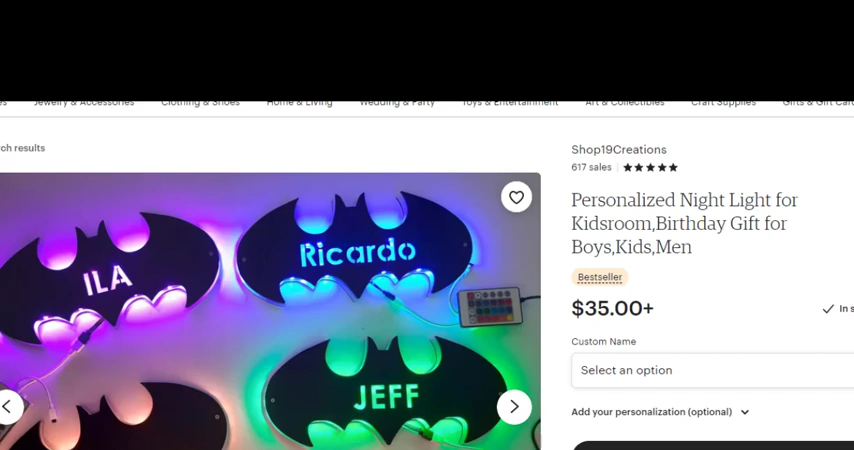 Jewelry & Accessories Clothing & Shoes Home & Living Wedding & Party Toys & Entertainment Art & Collectibles Craft Supplies
ch results
Shop19Creations
617 sales
Personalized Night Light for
Kidsroom,Birthday Gift for
Boys,Kids,Men
Bestseller
$35.00+
In s
Custom Name
Select an option
Add your personalization (optional)
ILA
Ricardo
JEFF